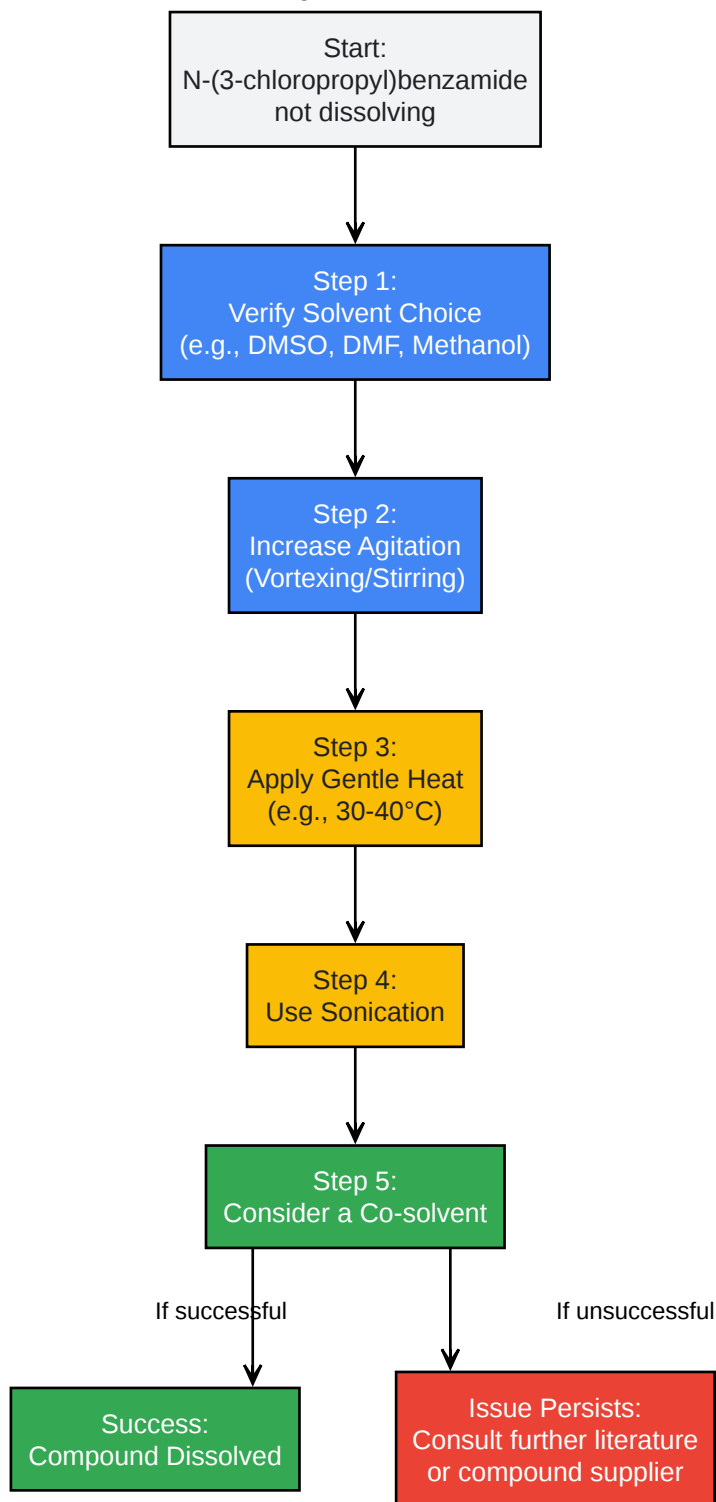 Start:
N-(3-chloropropyl)benzamide
not dissolving
Step 1:
Verify Solvent Choice
(e.g., DMSO, DMF, Methanol)
Step 2:
Increase Agitation
(Vortexing/Stirring)
Step 3:
Apply Gentle Heat
(e.g., 30-40°C)
Step 4:
Use Sonication
Step 5:
Consider a Co-solvent
If successful
If unsuccessful
Success:
Compound Dissolved
Issue Persists:
Consult further literature
or compound supplier